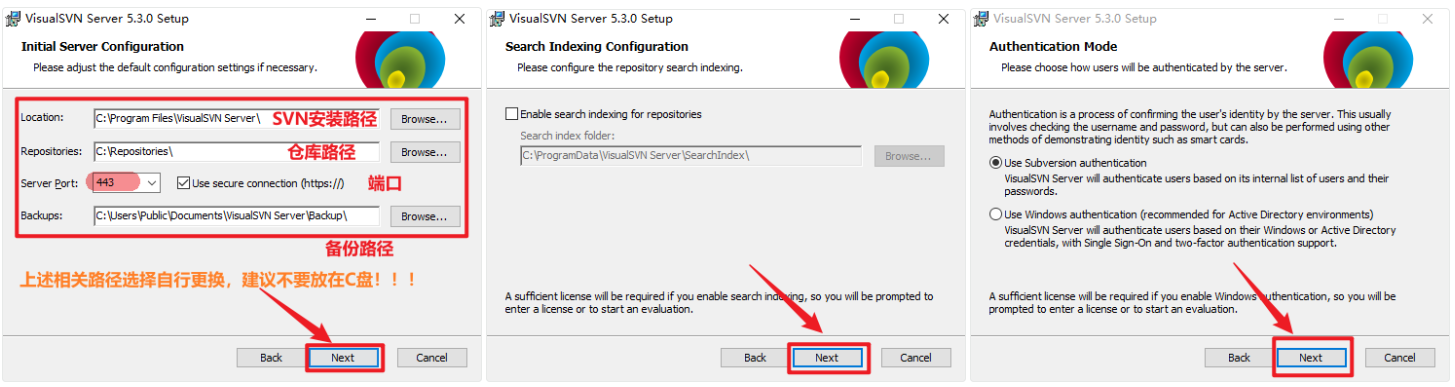 VisualSVN Server 5.3.0 Setup
Initial Server Configuration
Please adjust the default configuration settings if necessary.
Location:
C:\Program Files\VisualSVN Server\
SVN安装路径
Browse...
Repositories:
C:\Repositories\
仓库路径
Browse...
Server Port:
443
Use secure connection (https://)
端口
Backups:
C:\Users\Public\Documents\VisualSVN Server\Backup\
Browse...
备份路径
上述相关路径选择自行更换，建议不要放在C盘！！！
Back
Next
Cancel
VisualSVN Server 5.3.0 Setup
Search Indexing Configuration
Please configure the repository search indexing.
Enable search indexing for repositories
Search index folder:
C:\ProgramData\VisualSVN Server\SearchIndex\
Browse...
A sufficient license will be required if you enable search indexing, so you will be prompted to
enter a license or to start an evaluation.
Back
Next
Cancel
VisualSVN Server 5.3.0 Setup
Authentication Mode
Please choose how users will be authenticated by the server.
Authentication is a process of confirming the user's identity by the server. This usually
involves checking the username and password, but can also be performed using other
methods of demonstrating identity such as smart cards.
Use Subversion authentication
VisualSVN Server will authenticate users based on its internal list of users and their
passwords.
Use Windows authentication (recommended for Active Directory environments)
VisualSVN Server will authenticate users based on their Windows or Active Directory
credentials, with Single Sign-On and two-factor authentication support.
A sufficient license will be required if you enable Windows authentication, so you will be
prompted to enter a license or to start an evaluation.
Back
Next
Cancel